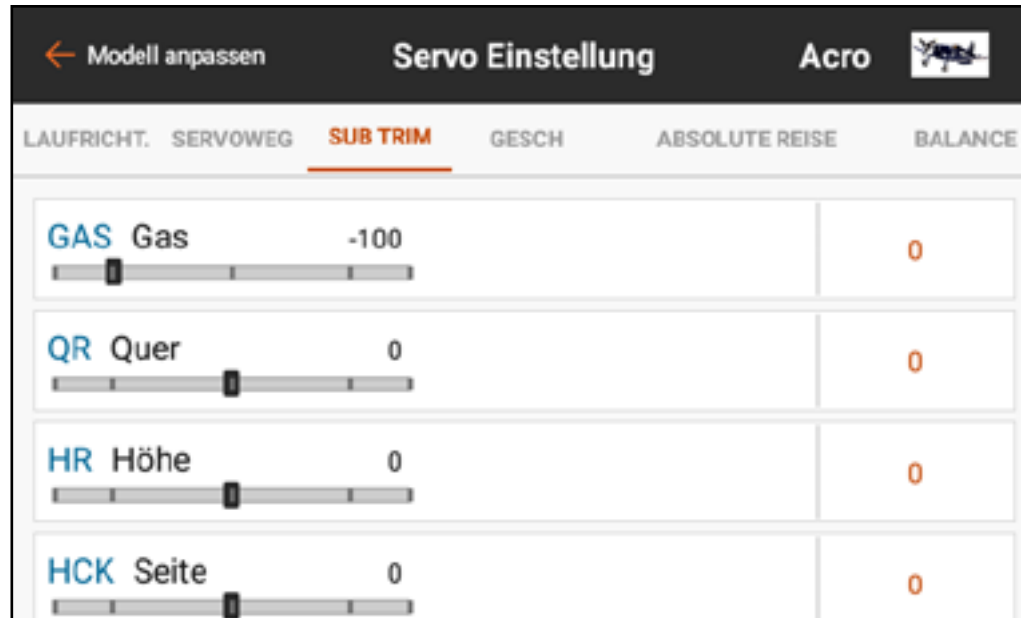 ← Modell anpassen Servo Einstellung Acro
LAUFRICHT. SERVOWEG SUB TRIM GESCH ABSOLUTE REISE BALANCE
GAS Gas -100 0
QR Quer 0 0
HR Höhe 0 0
HCK Seite 0 0